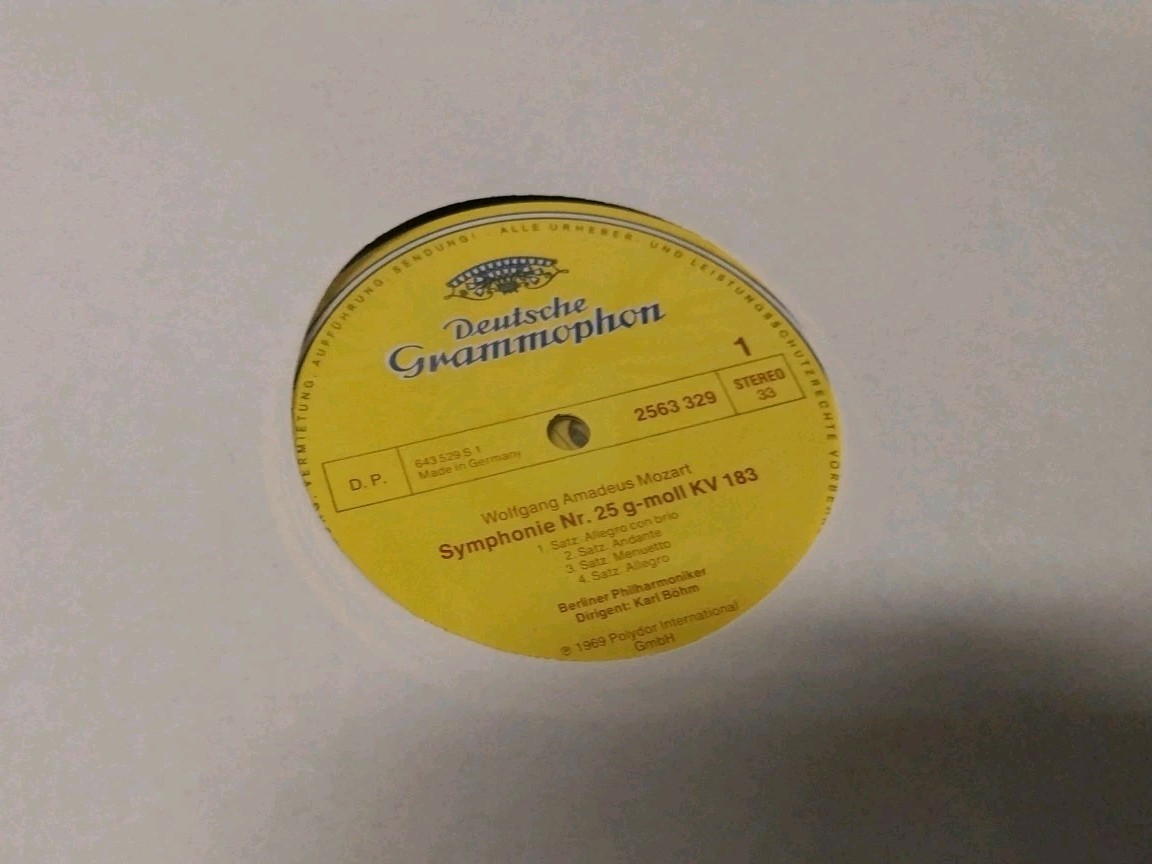 VERMIETUNG · AUFFÜHRUNG · SENDUNG! · ALLE URHEBER- UND LEISTUNGSSCHUTZRECHTE
Deutsche
Grammophon
1
D. P.
643 529 S 1
Made in Germany
2563 329
STEREO
33
Wolfgang Amadeus Mozart
Symphonie Nr. 25 g-moll KV 183
1. Satz: Allegro con brio
2. Satz: Andante
3. Satz: Menuetto
4. Satz: Allegro
Berliner Philharmoniker
Dirigent: Karl Böhm
℗ 1969 Polydor International
GmbH